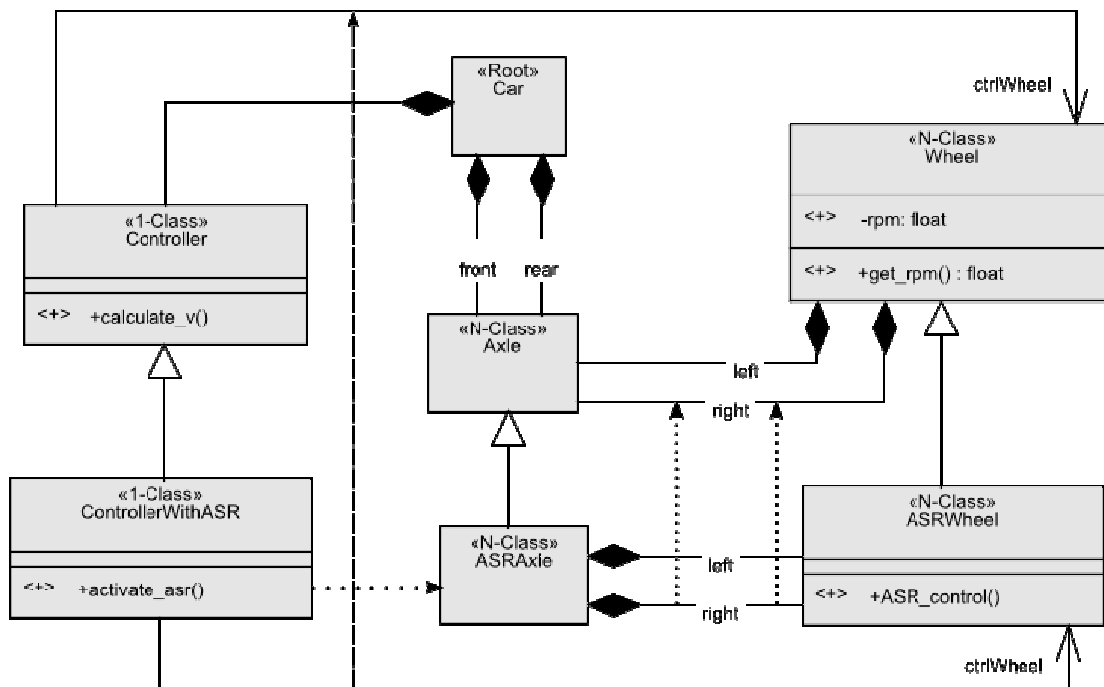 «Root»
Car
ctrlWheel
«N-Class»
Wheel
<+> -rpm: float
<+> +get_rpm() : float
«1-Class»
Controller
<+> +calculate_v()
front
rear
«N-Class»
Axle
left
right
«1-Class»
ControllerWithASR
<+> +activate_asr()
«N-Class»
ASRAxle
left
right
«N-Class»
ASRWheel
<+> +ASR_control()
ctrlWheel